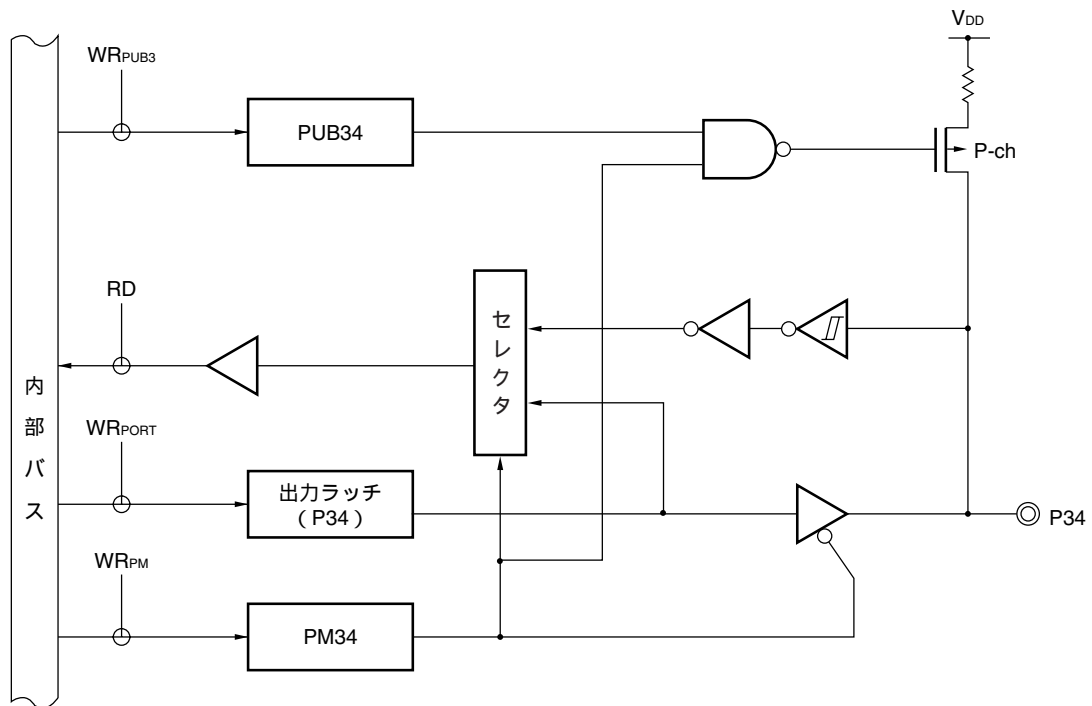 VDD
WRPUB3
PUB34
P-ch
RD
セレクタ
内部バス
WRPORT
出力ラッチ
（P34）
P34
WRPM
PM34